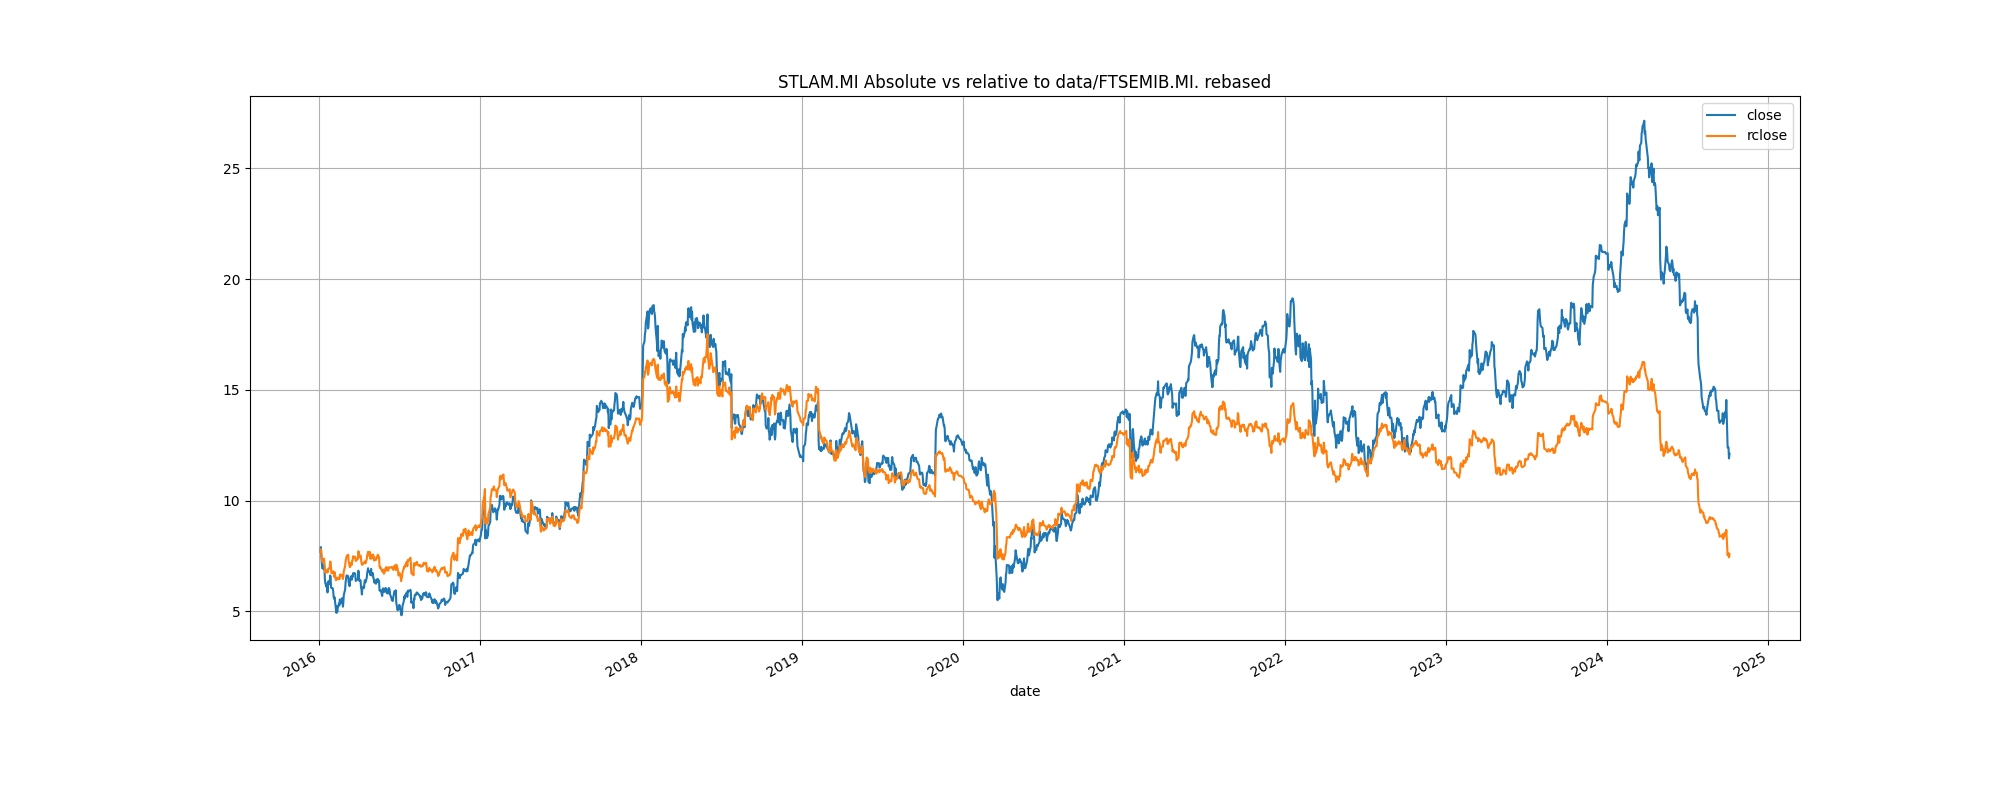 STLAM.MI Absolute vs relative to data/FTSEMIB.MI. rebased
close
rclose
25
20
15
10
5
2016 2017 2018 2019 2020 2021 2022 2023 2024 2025
date